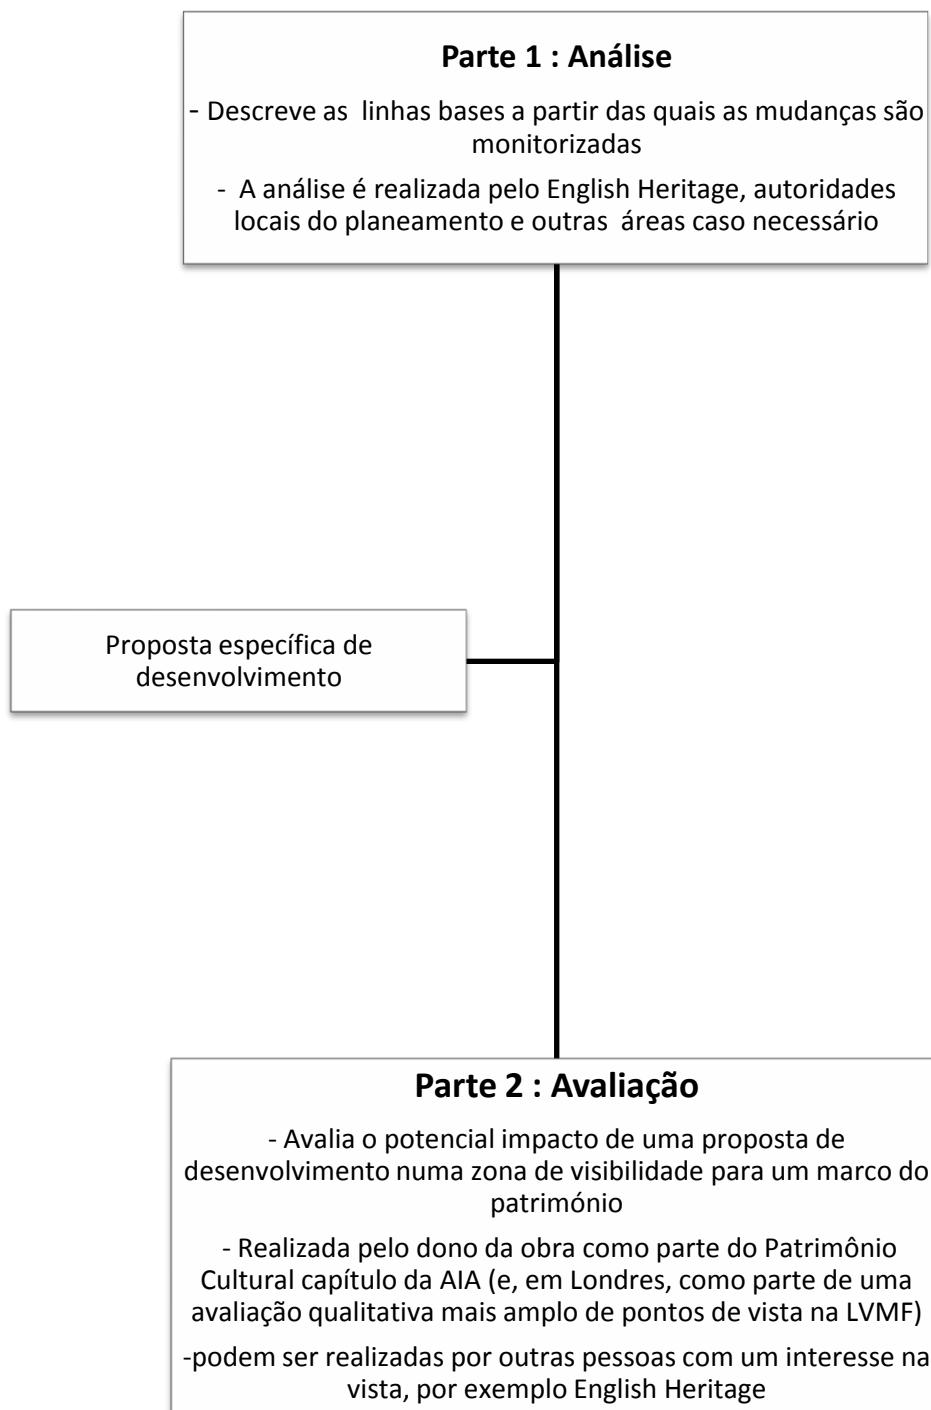 Parte 1 : Análise
- Descreve as linhas bases a partir das quais as mudanças são
monitorizadas
- A análise é realizada pelo English Heritage, autoridades
locais do planeamento e outras áreas caso necessário
Proposta específica de
desenvolvimento
Parte 2 : Avaliação
- Avalia o potencial impacto de uma proposta de
desenvolvimento numa zona de visibilidade para um marco do
património
- Realizada pelo dono da obra como parte do Patrimônio
Cultural capítulo da AIA (e, em Londres, como parte de uma
avaliação qualitativa mais amplo de pontos de vista na LVMF)
-podem ser realizadas por outras pessoas com um interesse na
vista, por exemplo English Heritage